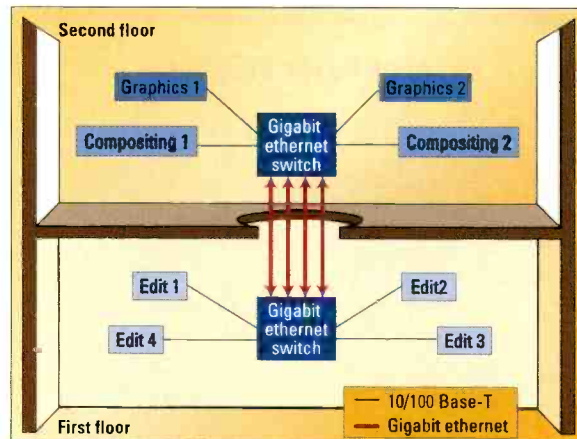 Second floor
Graphics 1
Graphics 2
Gigabit
ethernet
switch
Compositing 1
Compositing 2
Edit 1
Edit2
Gigabit
ethernet
switch
Edit 4
Edit 3
10/100 Base-T
Gigabit ethernet
First floor